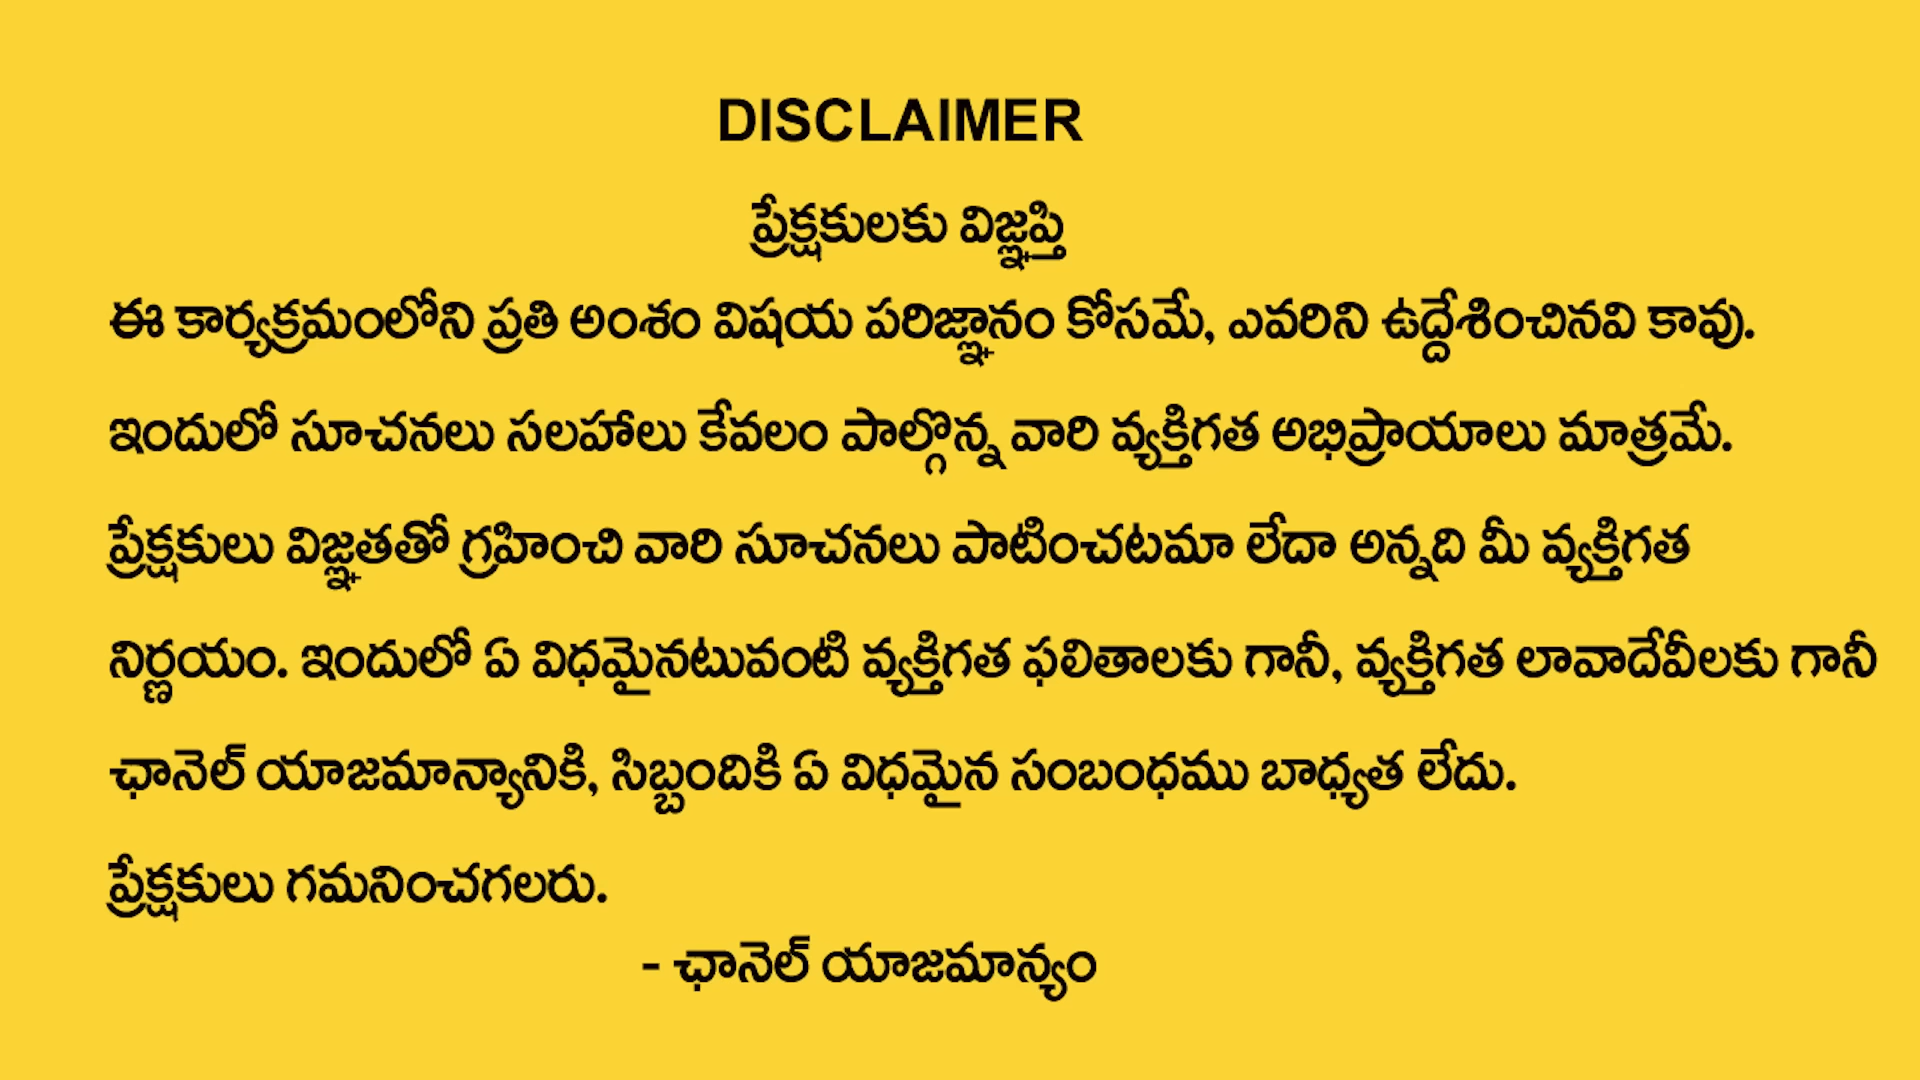 DISCLAIMER
ప్రేక్షకులకు విజ్ఞప్తి
ఈ కార్యక్రమంలోని ప్రతి అంశం విషయ పరిజ్ఞానం కోసమే, ఎవరిని ఉద్దేశించినవి కావు.
ఇందులో సూచనలు సలహాలు కేవలం పాల్గొన్న వారి వ్యక్తిగత అభిప్రాయాలు మాత్రమే.
ప్రేక్షకులు విజ్ఞతతో గ్రహించి వారి సూచనలు పాటించటమా లేదా అన్నది మీ వ్యక్తిగత
నిర్ణయం. ఇందులో ఏ విధమైనటువంటి వ్యక్తిగత ఫలితాలకు గానీ, వ్యక్తిగత లావాదేవీలకు గానీ
ఛానెల్ యాజమాన్యానికి, సిబ్బందికి ఏ విధమైన సంబంధము బాధ్యత లేదు.
ప్రేక్షకులు గమనించగలరు.
- ఛానెల్ యాజమాన్యం